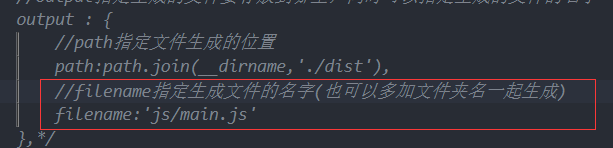 output : {
//path指定文件生成的位置
path:path.join(__dirname,'./dist'),
//filename指定生成文件的名字(也可以多加文件夹名一起生成)
filename:'js/main.js'
},*/